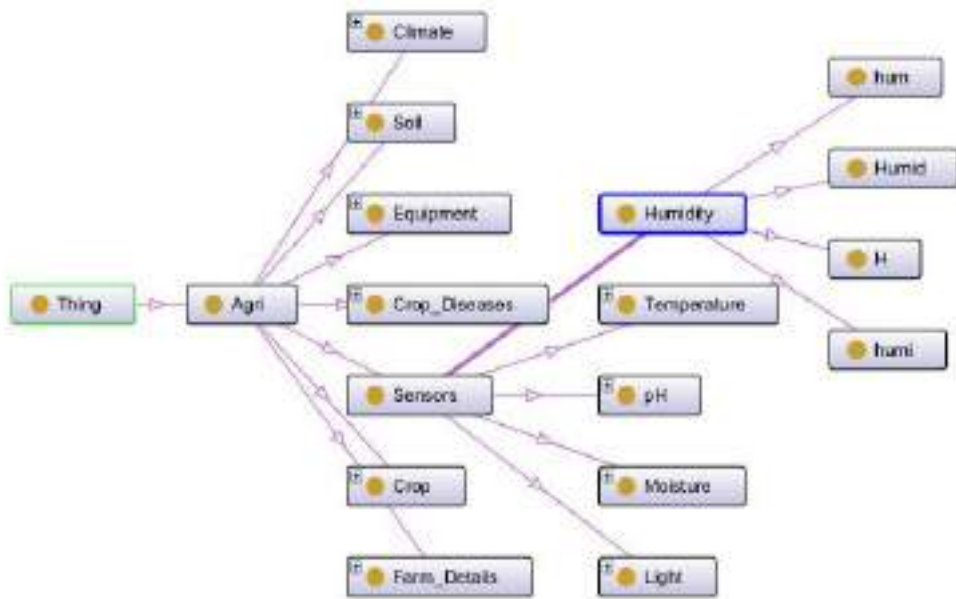 Climate
Soil
Equipment
Thing
Agri
Crop_Diseases
Sensors
Crop
Farm_Details
Humidity
Temperature
pH
Moisture
Light
hum
Humid
H
humi